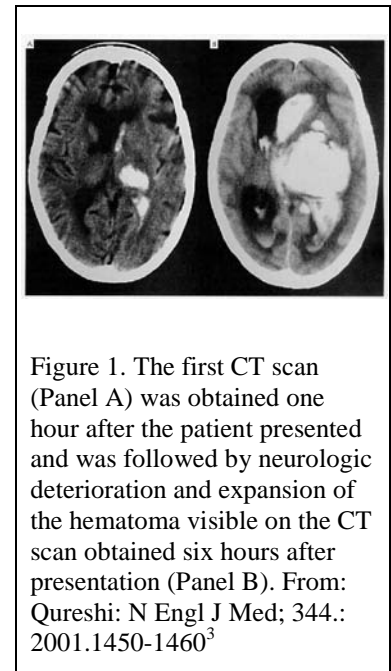 A B
Figure 1. The first CT scan
(Panel A) was obtained one
hour after the patient presented
and was followed by neurologic
deterioration and expansion of
the hematoma visible on the CT
scan obtained six hours after
presentation (Panel B). From:
Qureshi: N Engl J Med; 344.:
2001.1450-1460³